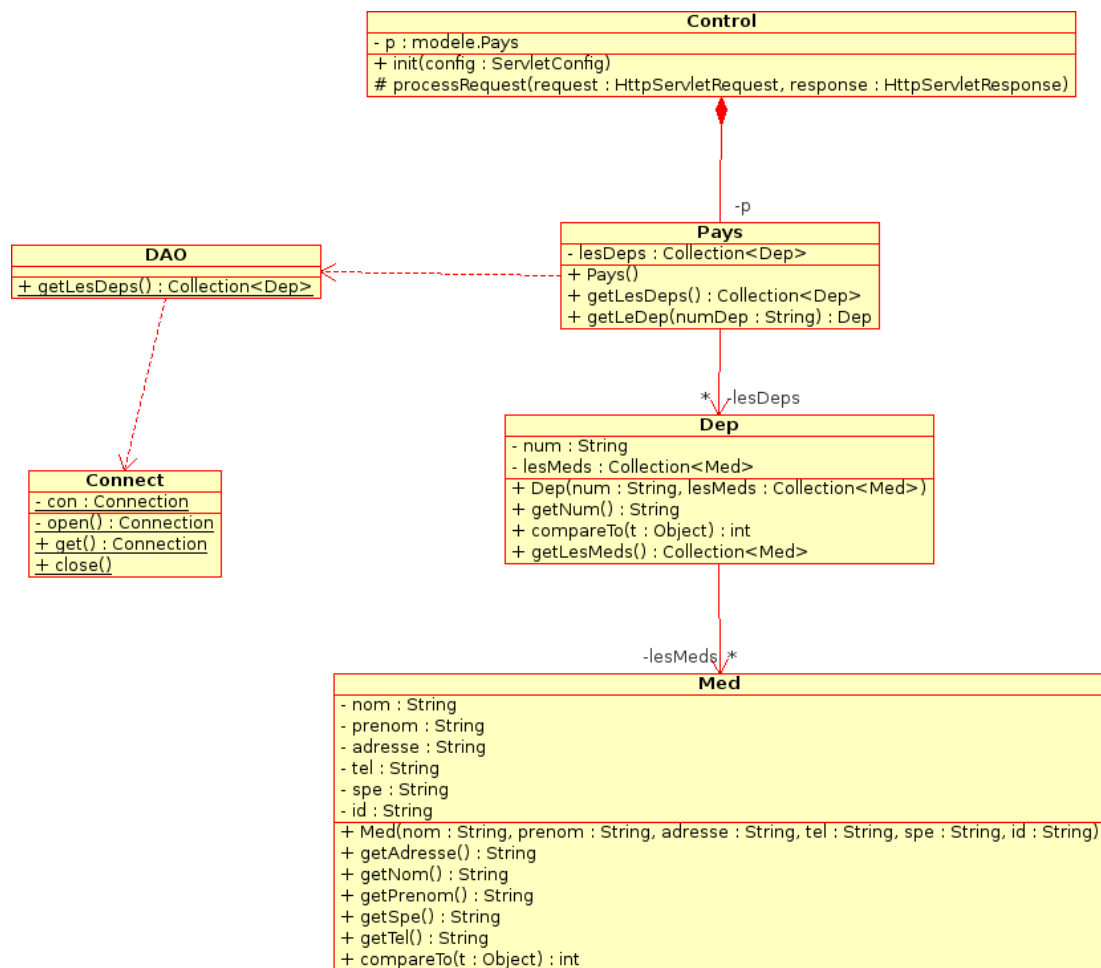 Control
- p : modele.Pays
+ init(config : ServletConfig)
# processRequest(request : HttpServletRequest, response : HttpServletResponse)
-p
Pays
- lesDeps : Collection<Dep>
+ Pays()
+ getLesDeps() : Collection<Dep>
+ getLeDep(numDep : String) : Dep
DAO
+ getLesDeps() : Collection<Dep>
* -lesDeps
Dep
- num : String
- lesMeds : Collection<Med>
+ Dep(num : String, lesMeds : Collection<Med>)
+ getNum() : String
+ compareTo(t : Object) : int
+ getLesMeds() : Collection<Med>
Connect
- con : Connection
- open() : Connection
+ get() : Connection
+ close()
-lesMeds *
Med
- nom : String
- prenom : String
- adresse : String
- tel : String
- spe : String
- id : String
+ Med(nom : String, prenom : String, adresse : String, tel : String, spe : String, id : String)
+ getAdresse() : String
+ getNom() : String
+ getPrenom() : String
+ getSpe() : String
+ getTel() : String
+ compareTo(t : Object) : int